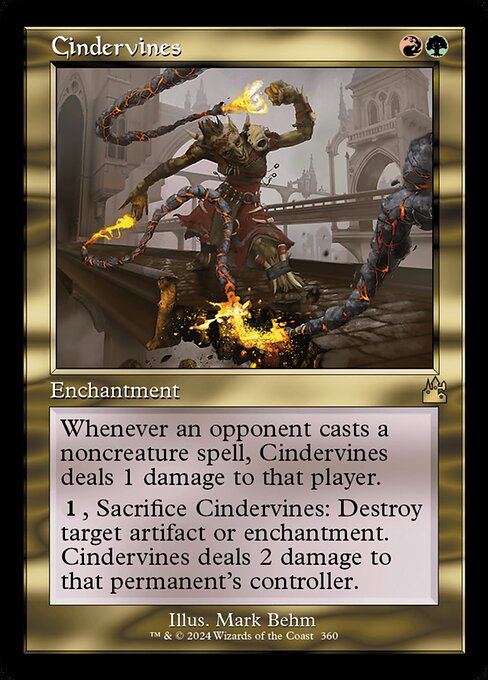 Cindervines
Enchantment
Whenever an opponent casts a
noncreature spell, Cindervines
deals 1 damage to that player.
1 , Sacrifice Cindervines: Destroy
target artifact or enchantment.
Cindervines deals 2 damage to
that permanent's controller.
Illus. Mark Behm
™ & © 2024 Wizards of the Coast 360